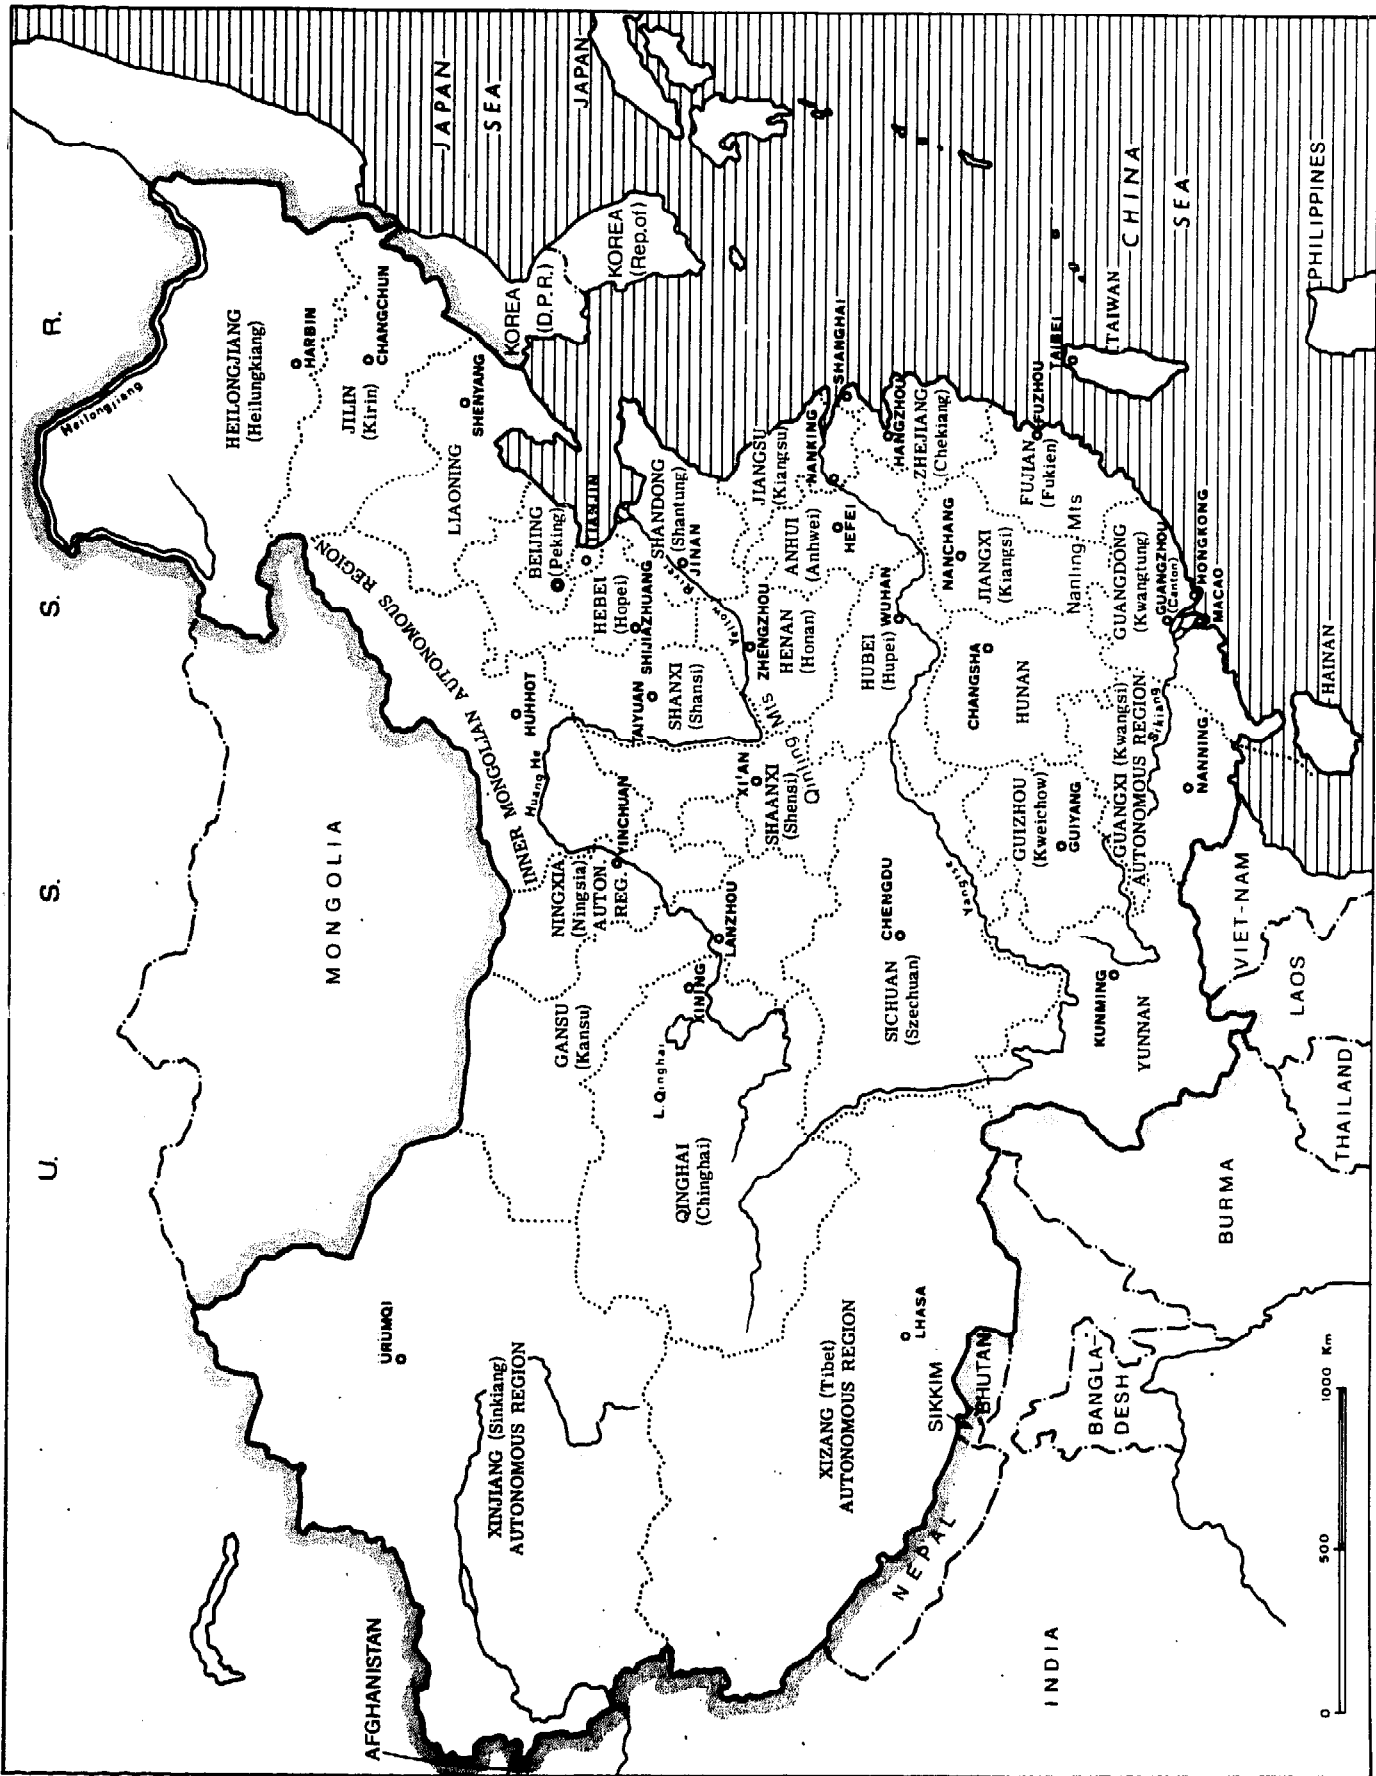 U. S. S. R.
Heilongjiang
HEILONGJIANG
(Heilungkiang)
HARBIN
JILIN
(Kirin)
CHANGCHUN
LIAONING
SHENYANG
MONGOLIA
INNER MONGOLIAN AUTONOMOUS REGION
HUHHOT
Huang He
JAPAN
SEA
JAPAN
KOREA
(D.P.R.)
KOREA
(Rep.of)
BEIJING
(Peking)
TIANJIN
HEBEI
(Hopei)
SHIJIAZHUANG
SHANDONG
(Shantung)
JINAN
Yellow River
TAIYUAN
SHANXI
(Shansi)
NINGXIA
(Ningsia)
AUTON
REG.
YINCHUAN
GANSU
(Kansu)
LANZHOU
XINING
L.Qinghai
QINGHAI
(Chinghai)
URUMQI
XINJIANG (Sinkiang)
AUTONOMOUS REGION
AFGHANISTAN
XIZANG (Tibet)
AUTONOMOUS REGION
LHASA
XI'AN
SHAANXI
(Shensi)
Qinling Mts
ZHENGZHOU
HENAN
(Honan)
JIANGSU
(Kiangsu)
NANKING
SHANGHAI
ANHUI
(Anhwei)
HEFEI
HUBEI
(Hupei)
WUHAN
HANGZHOU
ZHEJIANG
(Chekiang)
SICHUAN
(Szechuan)
CHENGDU
Yangtse
CHANGSHA
HUNAN
NANCHANG
JIANGXI
(Kiangsi)
FUJIAN
(Fukien)
FUZHOU
TAIBEI
TAIWAN
CHINA
SEA
GUIZHOU
(Kweichow)
GUIYANG
Nanling Mts
GUANGDONG
(Kwangtung)
GUANGZHOU
(Canton)
HONGKONG
MACAO
GUANGXI (Kwangsi)
AUTONOMOUS REGION
Sikiang
NANNING
KUNMING
YUNNAN
HAINAN
PHILIPPINES
VIET-NAM
LAOS
THAILAND
BURMA
SIKKIM
BHUTAN
BANGLA-
DESH
NEPAL
INDIA
0 500 1000 Km